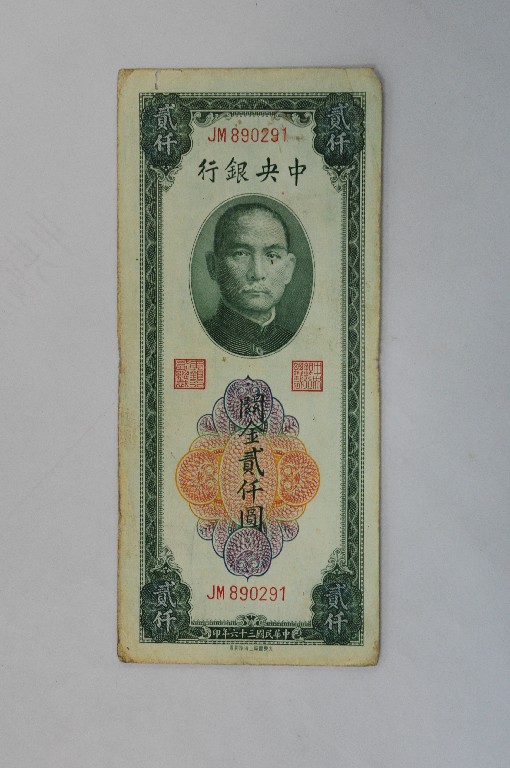 貳仟 貳仟
JM 890291
行銀央中
關金貳仟圓
JM 890291
貳仟 貳仟
印年六十三國民華中